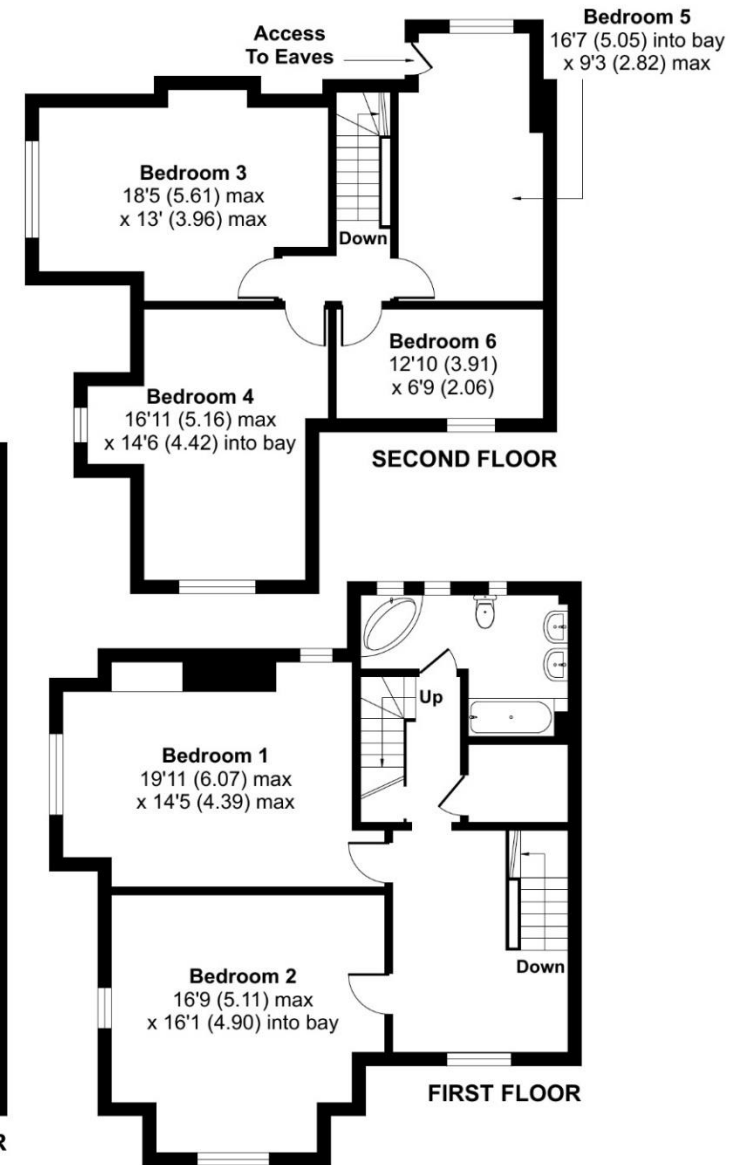 Bedroom 5
16'7 (5.05) into bay
x 9'3 (2.82) max
Access
To Eaves
Bedroom 3
18'5 (5.61) max
x 13' (3.96) max
Down
Bedroom 6
12'10 (3.91)
x 6'9 (2.06)
Bedroom 4
16'11 (5.16) max
x 14'6 (4.42) into bay
SECOND FLOOR
Up
Bedroom 1
19'11 (6.07) max
x 14'5 (4.39) max
Bedroom 2
16'9 (5.11) max
x 16'1 (4.90) into bay
Down
FIRST FLOOR
R